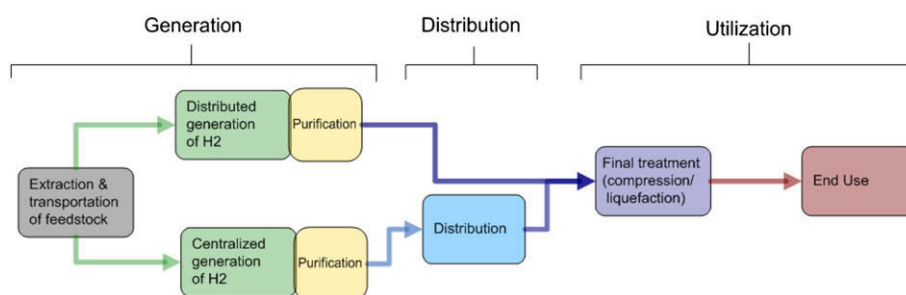 Generation
Distribution
Utilization
Distributed
generation
of H2
Purification
Extraction &
transportation
of feedstock
Centralized
generation
of H2
Purification
Distribution
Final treatment
(compression/
liquefaction)
End Use